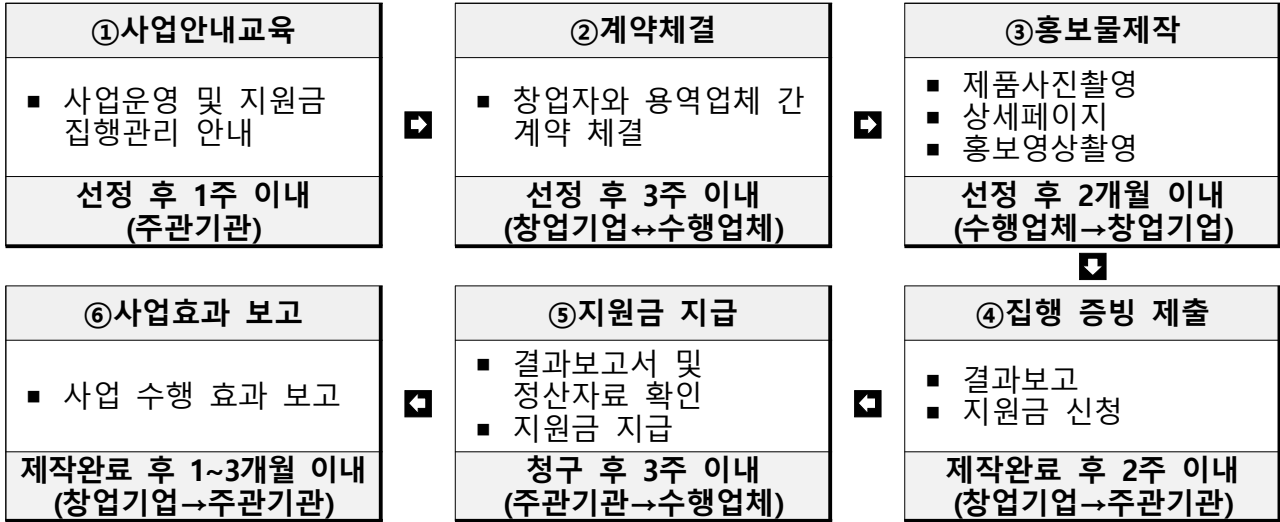 ①사업안내교육
▪ 사업운영 및 지원금
집행관리 안내
선정 후 1주 이내
(주관기관)
②계약체결
▪ 창업자와 용역업체 간
계약 체결
선정 후 3주 이내
(창업기업↔수행업체)
③홍보물제작
▪ 제품사진촬영
▪ 상세페이지
▪ 홍보영상촬영
선정 후 2개월 이내
(수행업체→창업기업)
④집행 증빙 제출
▪ 결과보고
▪ 지원금 신청
제작완료 후 2주 이내
(창업기업→주관기관)
⑤지원금 지급
▪ 결과보고서 및
정산자료 확인
▪ 지원금 지급
청구 후 3주 이내
(주관기관→수행업체)
⑥사업효과 보고
▪ 사업 수행 효과 보고
제작완료 후 1~3개월 이내
(창업기업→주관기관)